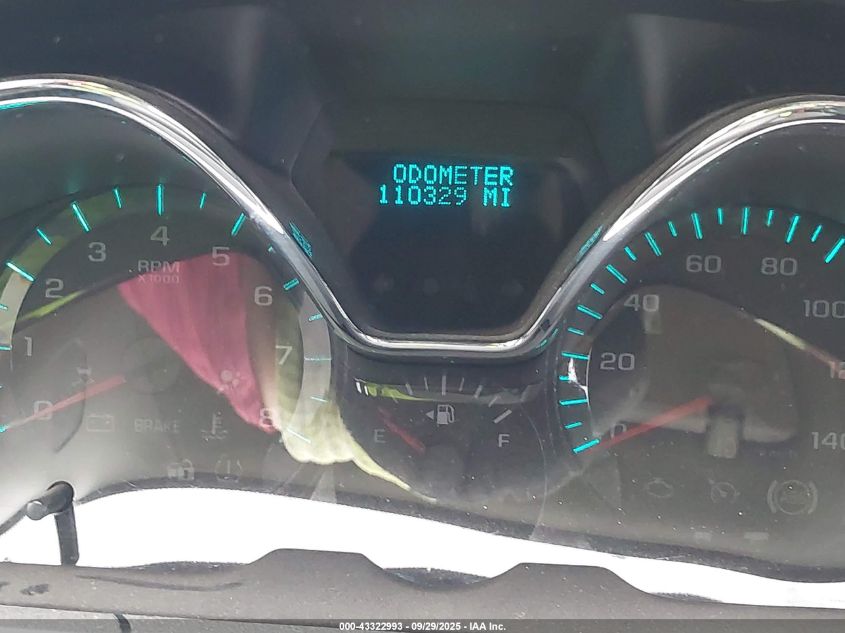 ODOMETER
110329 MI
0 1 2 3 4 5 6 7 8
RPM
X1000
BRAKE
E F
0 20 40 60 80 100 120 140
000-43322993 / 09/29/2025 - IAA Inc.